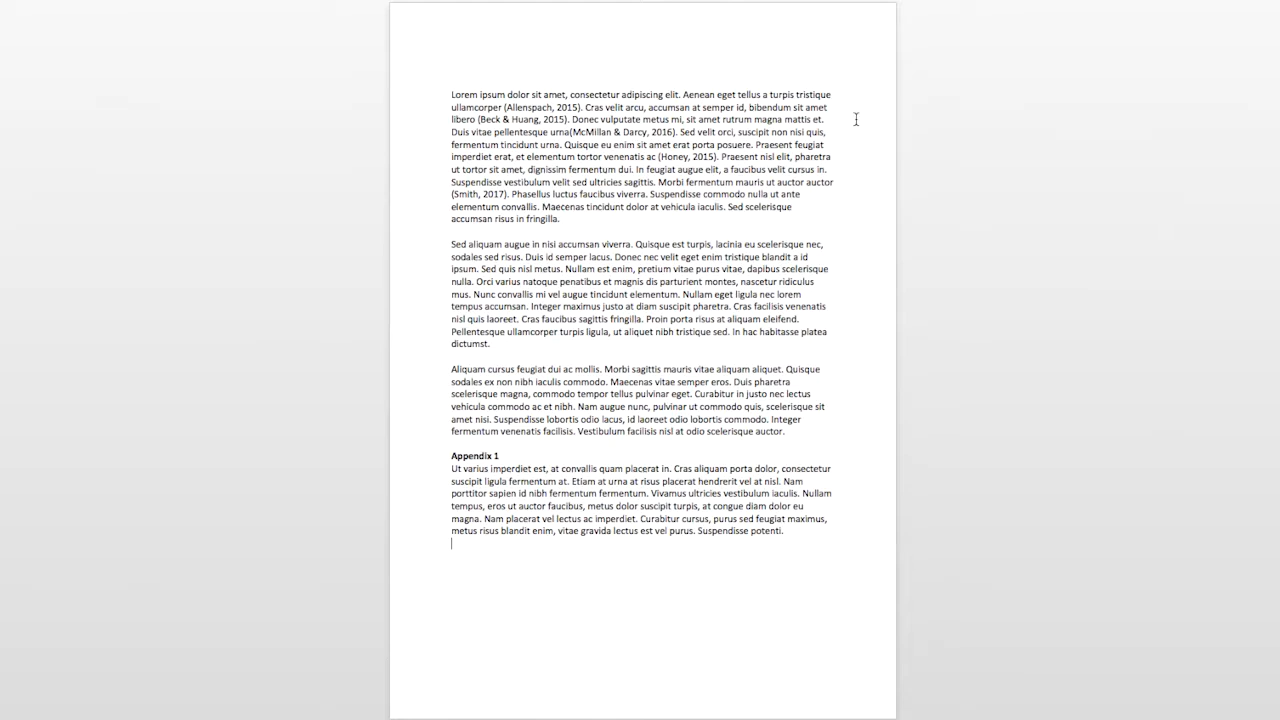 Lorem ipsum dolor sit amet, consectetur adipiscing elit. Aenean eget tellus a turpis tristique
ullamcorper (Allenspach, 2015). Cras velit arcu, accumsan at semper id, bibendum sit amet
libero (Beck & Huang, 2015). Donec vulputate metus mi, sit amet rutrum magna mattis et.
Duis vitae pellentesque urna(McMillan & Darcy, 2016). Sed velit orci, suscipit non nisi quis,
fermentum tincidunt urna. Quisque eu enim sit amet erat porta posuere. Praesent feugiat
imperdiet erat, et elementum tortor venenatis ac (Honey, 2015). Praesent nisl elit, pharetra
ut tortor sit amet, dignissim fermentum dui. In feugiat augue elit, a faucibus velit cursus in.
Suspendisse vestibulum velit sed ultricies sagittis. Morbi fermentum mauris ut auctor auctor
(Smith, 2017). Phasellus luctus faucibus viverra. Suspendisse commodo nulla ut ante
elementum convallis. Maecenas tincidunt dolor at vehicula iaculis. Sed scelerisque
accumsan risus in fringilla.
Sed aliquam augue in nisi accumsan viverra. Quisque est turpis, lacinia eu scelerisque nec,
sodales sed risus. Duis id semper lacus. Donec nec velit eget enim tristique blandit a id
ipsum. Sed quis nisl metus. Nullam est enim, pretium vitae purus vitae, dapibus scelerisque
nulla. Orci varius natoque penatibus et magnis dis parturient montes, nascetur ridiculus
mus. Nunc convallis mi vel augue tincidunt elementum. Nullam eget ligula nec lorem
tempus accumsan. Integer maximus justo at diam suscipit pharetra. Cras facilisis venenatis
nisl quis laoreet. Cras faucibus sagittis fringilla. Proin porta risus at aliquam eleifend.
Pellentesque ullamcorper turpis ligula, ut aliquet nibh tristique sed. In hac habitasse platea
dictumst.
Aliquam cursus feugiat dui ac mollis. Morbi sagittis mauris vitae aliquam aliquet. Quisque
sodales ex non nibh iaculis commodo. Maecenas vitae semper eros. Duis pharetra
scelerisque magna, commodo tempor tellus pulvinar eget. Curabitur in justo nec lectus
vehicula commodo ac et nibh. Nam augue nunc, pulvinar ut commodo quis, scelerisque sit
amet nisi. Suspendisse lobortis odio lacus, id laoreet odio lobortis commodo. Integer
fermentum venenatis facilisis. Vestibulum facilisis nisl at odio scelerisque auctor.
Appendix 1
Ut varius imperdiet est, at convallis quam placerat in. Cras aliquam porta dolor, consectetur
suscipit ligula fermentum at. Etiam at urna at risus placerat hendrerit vel at nisl. Nam
porttitor sapien id nibh fermentum fermentum. Vivamus ultricies vestibulum iaculis. Nullam
tempus, eros ut auctor faucibus, metus dolor suscipit turpis, at congue diam dolor eu
magna. Nam placerat vel lectus ac imperdiet. Curabitur cursus, purus sed feugiat maximus,
metus risus blandit enim, vitae gravida lectus est vel purus. Suspendisse potenti.